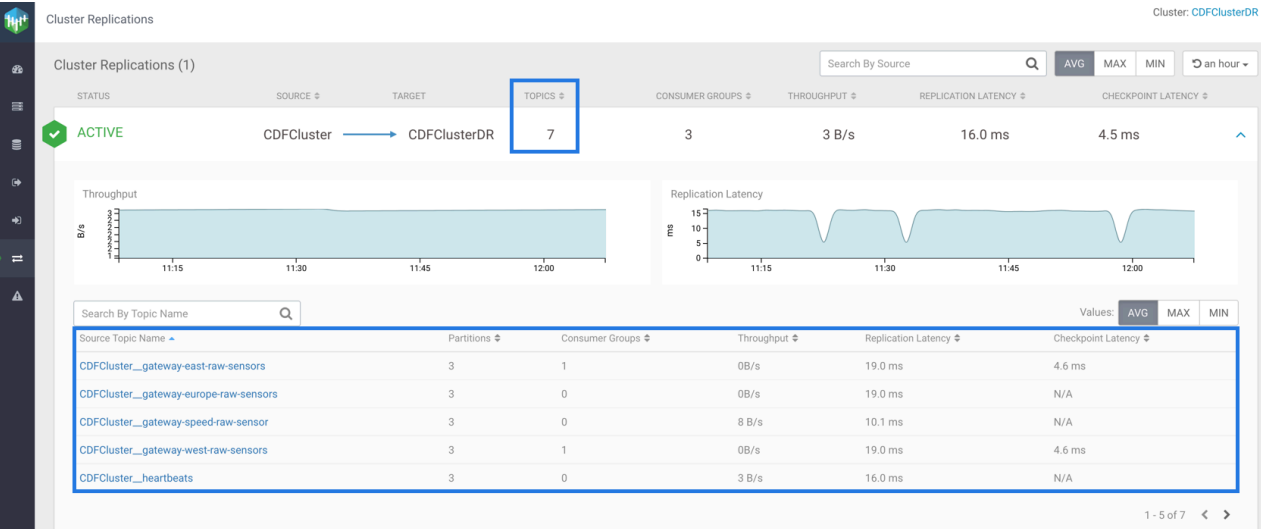 Cluster Replications
Cluster: CDFClusterDR
Cluster Replications (1)
Search By Source
AVG MAX MIN
an hour
STATUS SOURCE TARGET TOPICS CONSUMER GROUPS THROUGHPUT REPLICATION LATENCY CHECKPOINT LATENCY
ACTIVE CDFCluster CDFClusterDR 7 3 3 B/s 16.0 ms 4.5 ms
Throughput
B/s
3
2
2
2
2
2
1
11:15 11:30 11:45 12:00
Replication Latency
ms
15
10
5
0
11:15 11:30 11:45 12:00
Search By Topic Name
Values: AVG MAX MIN
Source Topic Name Partitions Consumer Groups Throughput Replication Latency Checkpoint Latency
CDFCluster__gateway-east-raw-sensors 3 1 0B/s 19.0 ms 4.6 ms
CDFCluster__gateway-europe-raw-sensors 3 0 0B/s 19.0 ms N/A
CDFCluster__gateway-speed-raw-sensor 3 0 8 B/s 10.1 ms N/A
CDFCluster__gateway-west-raw-sensors 3 1 0B/s 19.0 ms 4.6 ms
CDFCluster__heartbeats 3 0 3 B/s 16.0 ms N/A
1 - 5 of 7